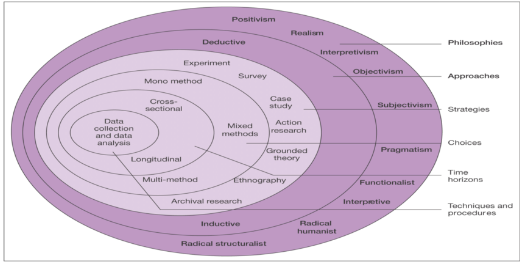 Positivism
Realism
Interpretivism
Deductive
Philosophies
Experiment
Objectivism
Survey
Approaches
Mono method
Cross-
sectional
Case
study
Subjectivism
Strategies
Data
collection
and data
analysis
Mixed
methods
Action
research
Choices
Grounded
theory
Pragmatism
Longitudinal
Time
horizons
Multi-method
Ethnography
Functionalist
Archival research
Interpretive
Techniques and
procedures
Inductive
Radical
humanist
Radical structuralist